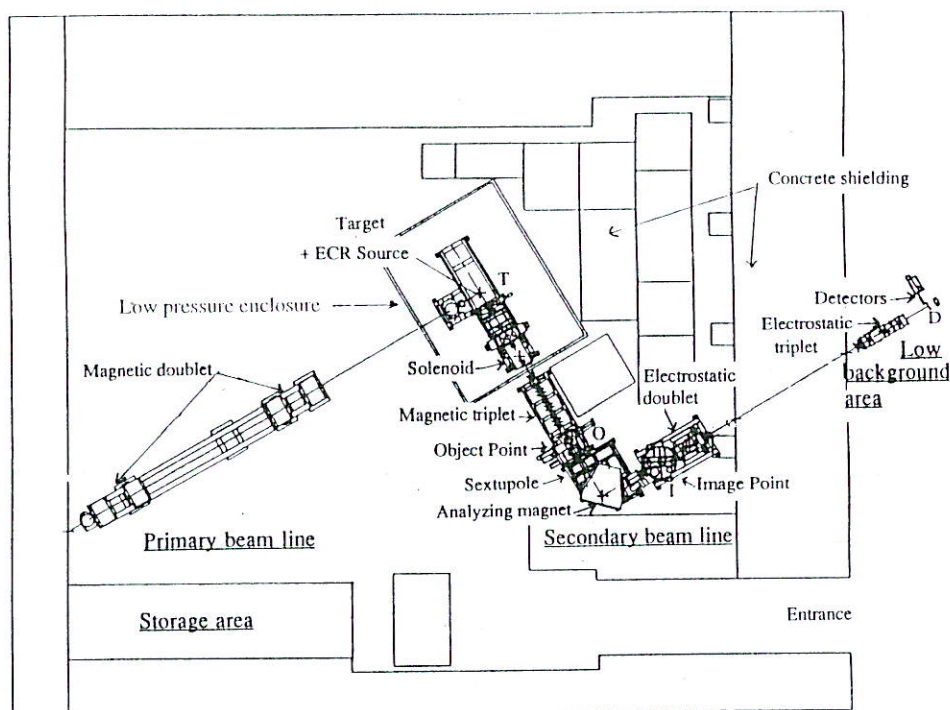 Concrete shielding
Target
+ ECR Source
T
Low pressure enclosure
Detectors
D
Electrostatic
triplet
Low
background
area
Magnetic doublet
Solenoid
Electrostatic
doublet
Magnetic triplet
Object Point
O
Sextupole
I
Image Point
Analyzing magnet
Primary beam line
Secondary beam line
Storage area
Entrance